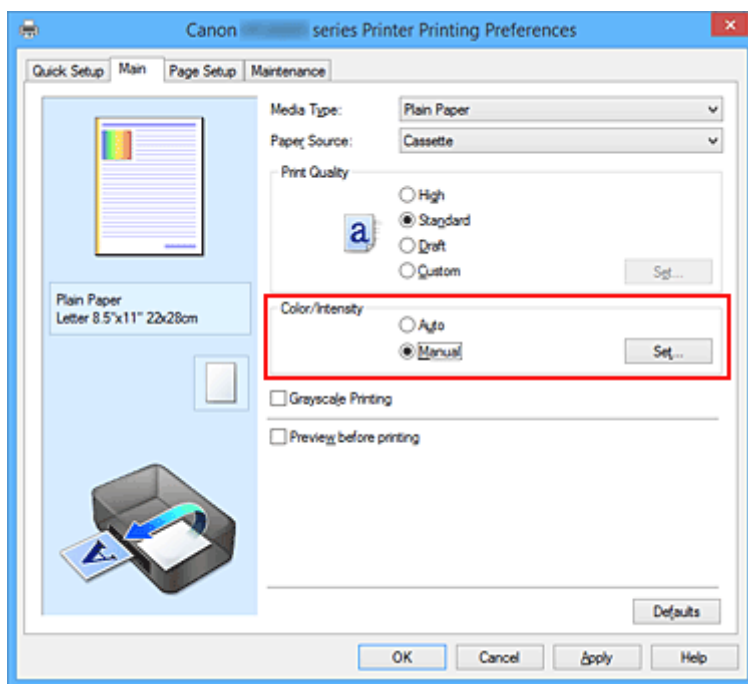 Canon series Printer Printing Preferences
Quick Setup Main Page Setup Maintenance
Media Type: Plain Paper
Paper Source: Cassette
Print Quality
High
Standard
Draft
Custom Set...
a
Color/Intensity
Auto
Manual Set...
Plain Paper
Letter 8.5"x11" 22x28cm
Grayscale Printing
Preview before printing
A
Defaults
OK Cancel Apply Help